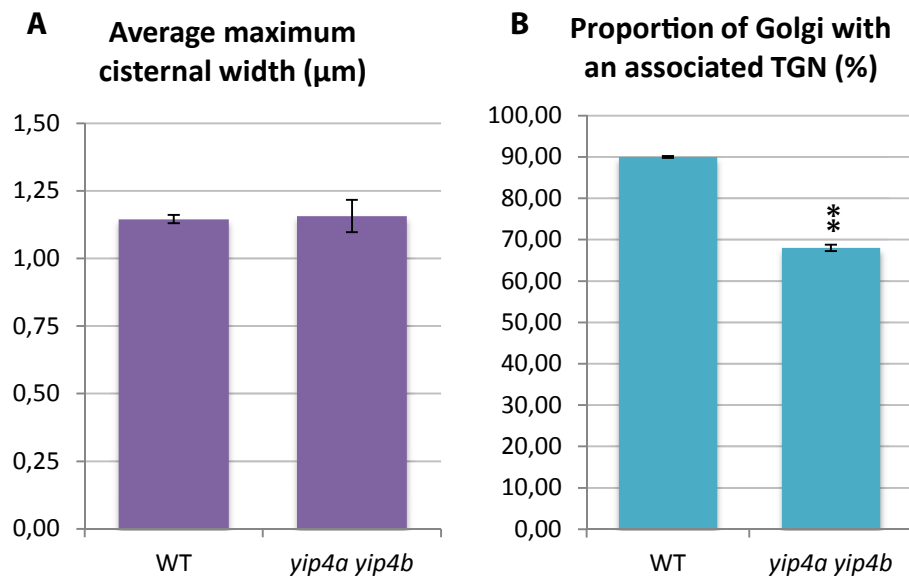 A
Average maximum
cisternal width (µm)
1,50
1,25
1,00
0,75
0,50
0,25
0,00
WT
yip4a yip4b
B
Proportion of Golgi with
an associated TGN (%)
100,00
90,00
80,00
70,00
60,00
50,00
40,00
30,00
20,00
10,00
0,00
**
WT
yip4a yip4b